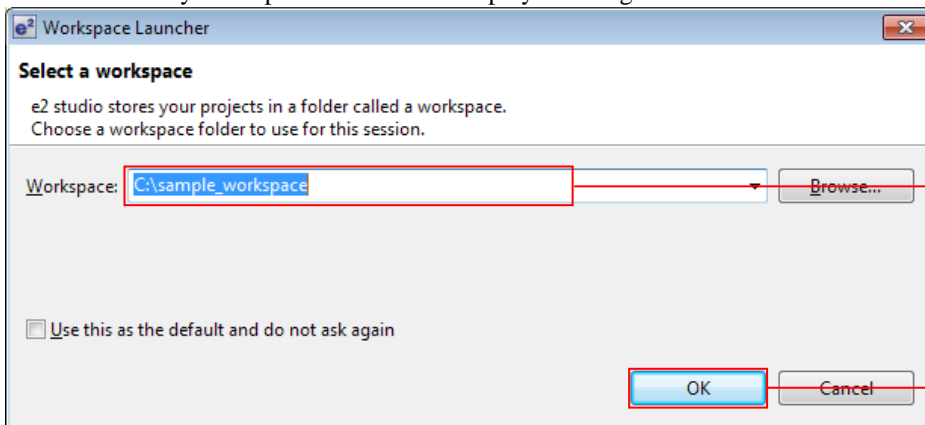 e² Workspace Launcher
Select a workspace
e2 studio stores your projects in a folder called a workspace.
Choose a workspace folder to use for this session.
Workspace: C:\sample_workspace Browse...
Use this as the default and do not ask again
OK Cancel